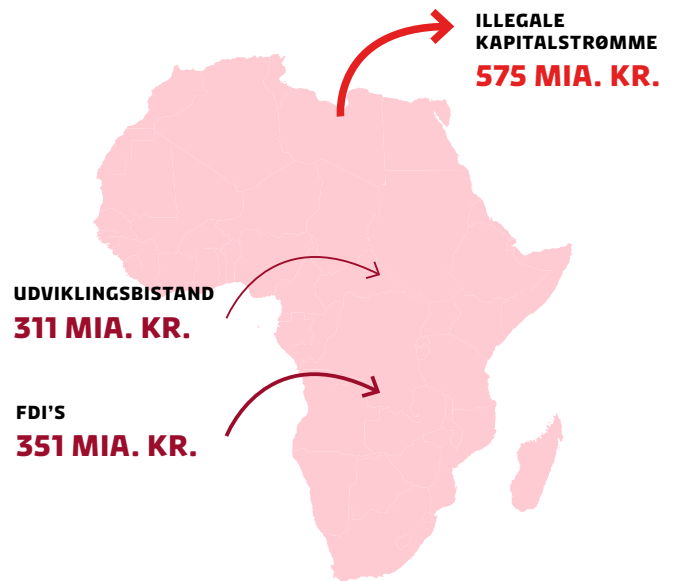 ILLEGALE
KAPITALSTRØMME
575 MIA. KR.
UDVIKLINGSBISTAND
311 MIA. KR.
FDI'S
351 MIA. KR.